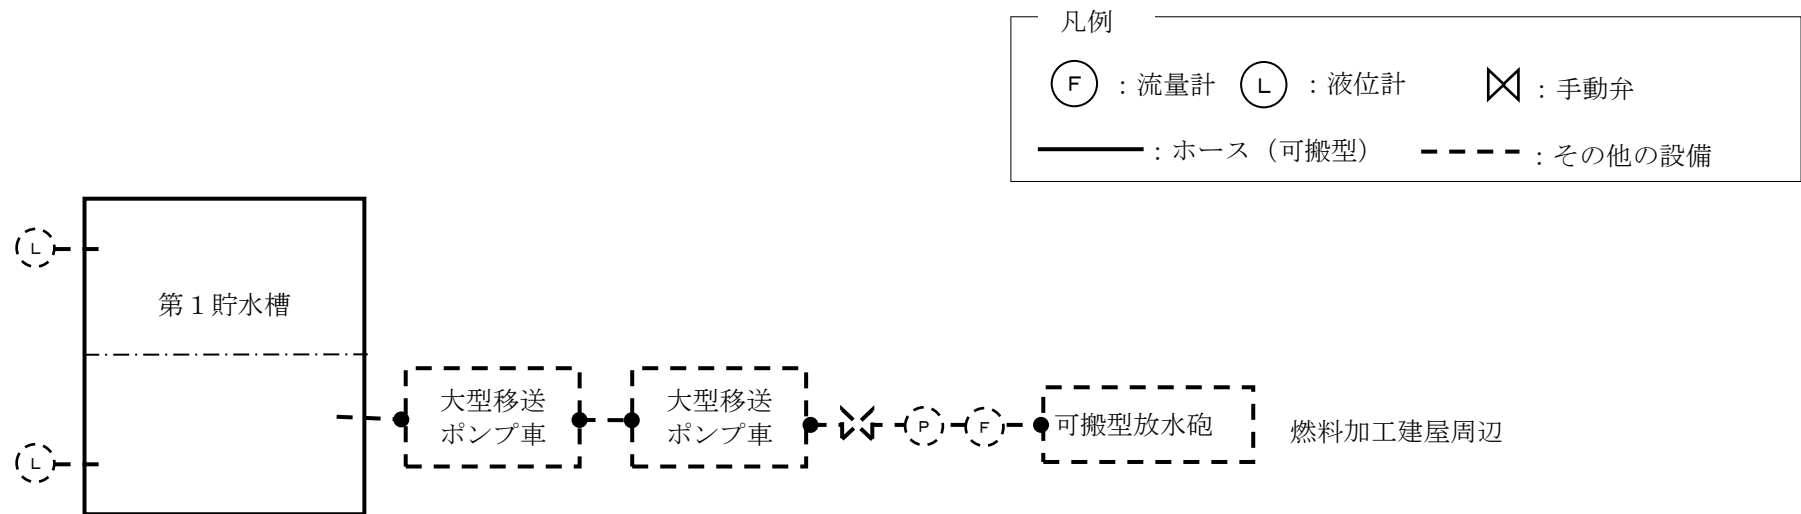 凡例
F :流量計 L :液位計 :手動弁
:ホース(可搬型) :その他の設備
L
第1貯水槽
大型移送
ポンプ車
大型移送
ポンプ車
P
F
可搬型放水砲
燃料加工建屋周辺
L